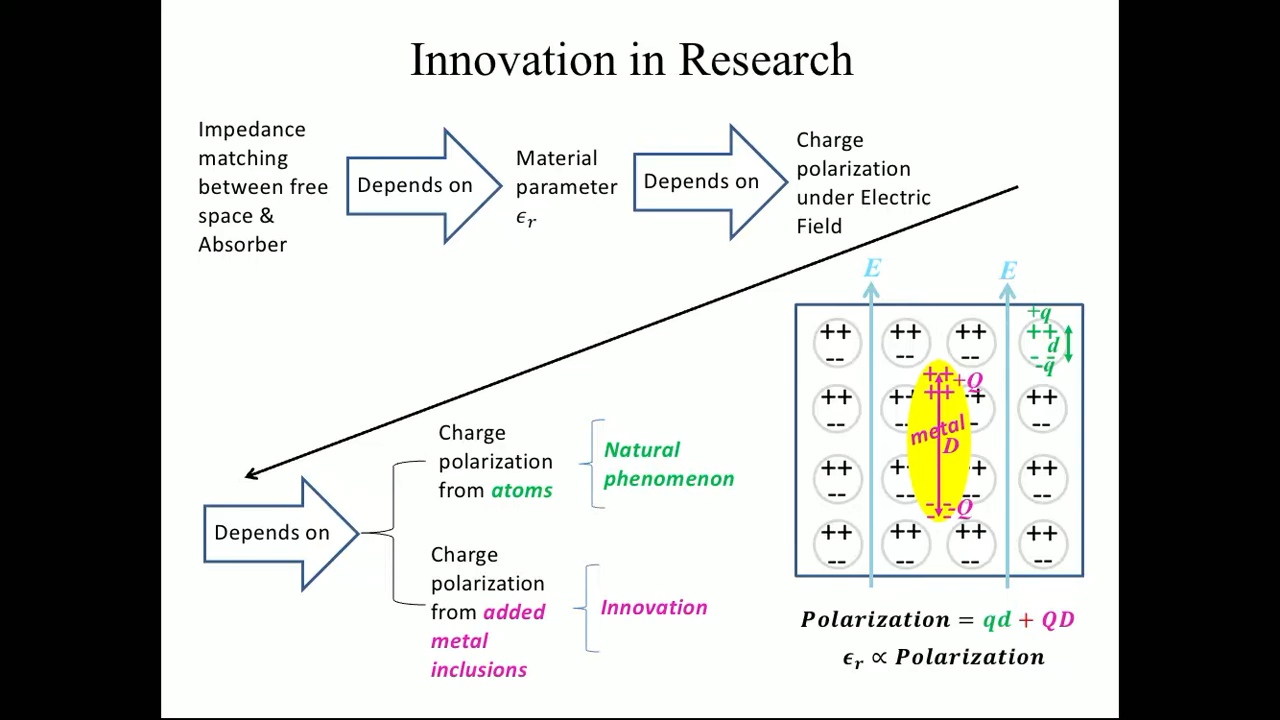 Innovation in Research
Impedance
matching
between free
space &
Absorber
Depends on
Material
parameter
ϵᵣ
Depends on
Charge
polarization
under Electric
Field
Depends on
Charge
polarization
from atoms
Natural
phenomenon
Charge
polarization
from added
metal
inclusions
Innovation
E E
++ ++ ++ +q
++
-- -- -- d
- -
-q
++ ++ ++ +Q
++ ++ ++ ++
-- -- metal - --
D
++ ++ ++
-- -- -- -- -Q --
++ ++ ++ ++
-- -- -- --
Polarization = qd + QD
ϵᵣ ∝ Polarization